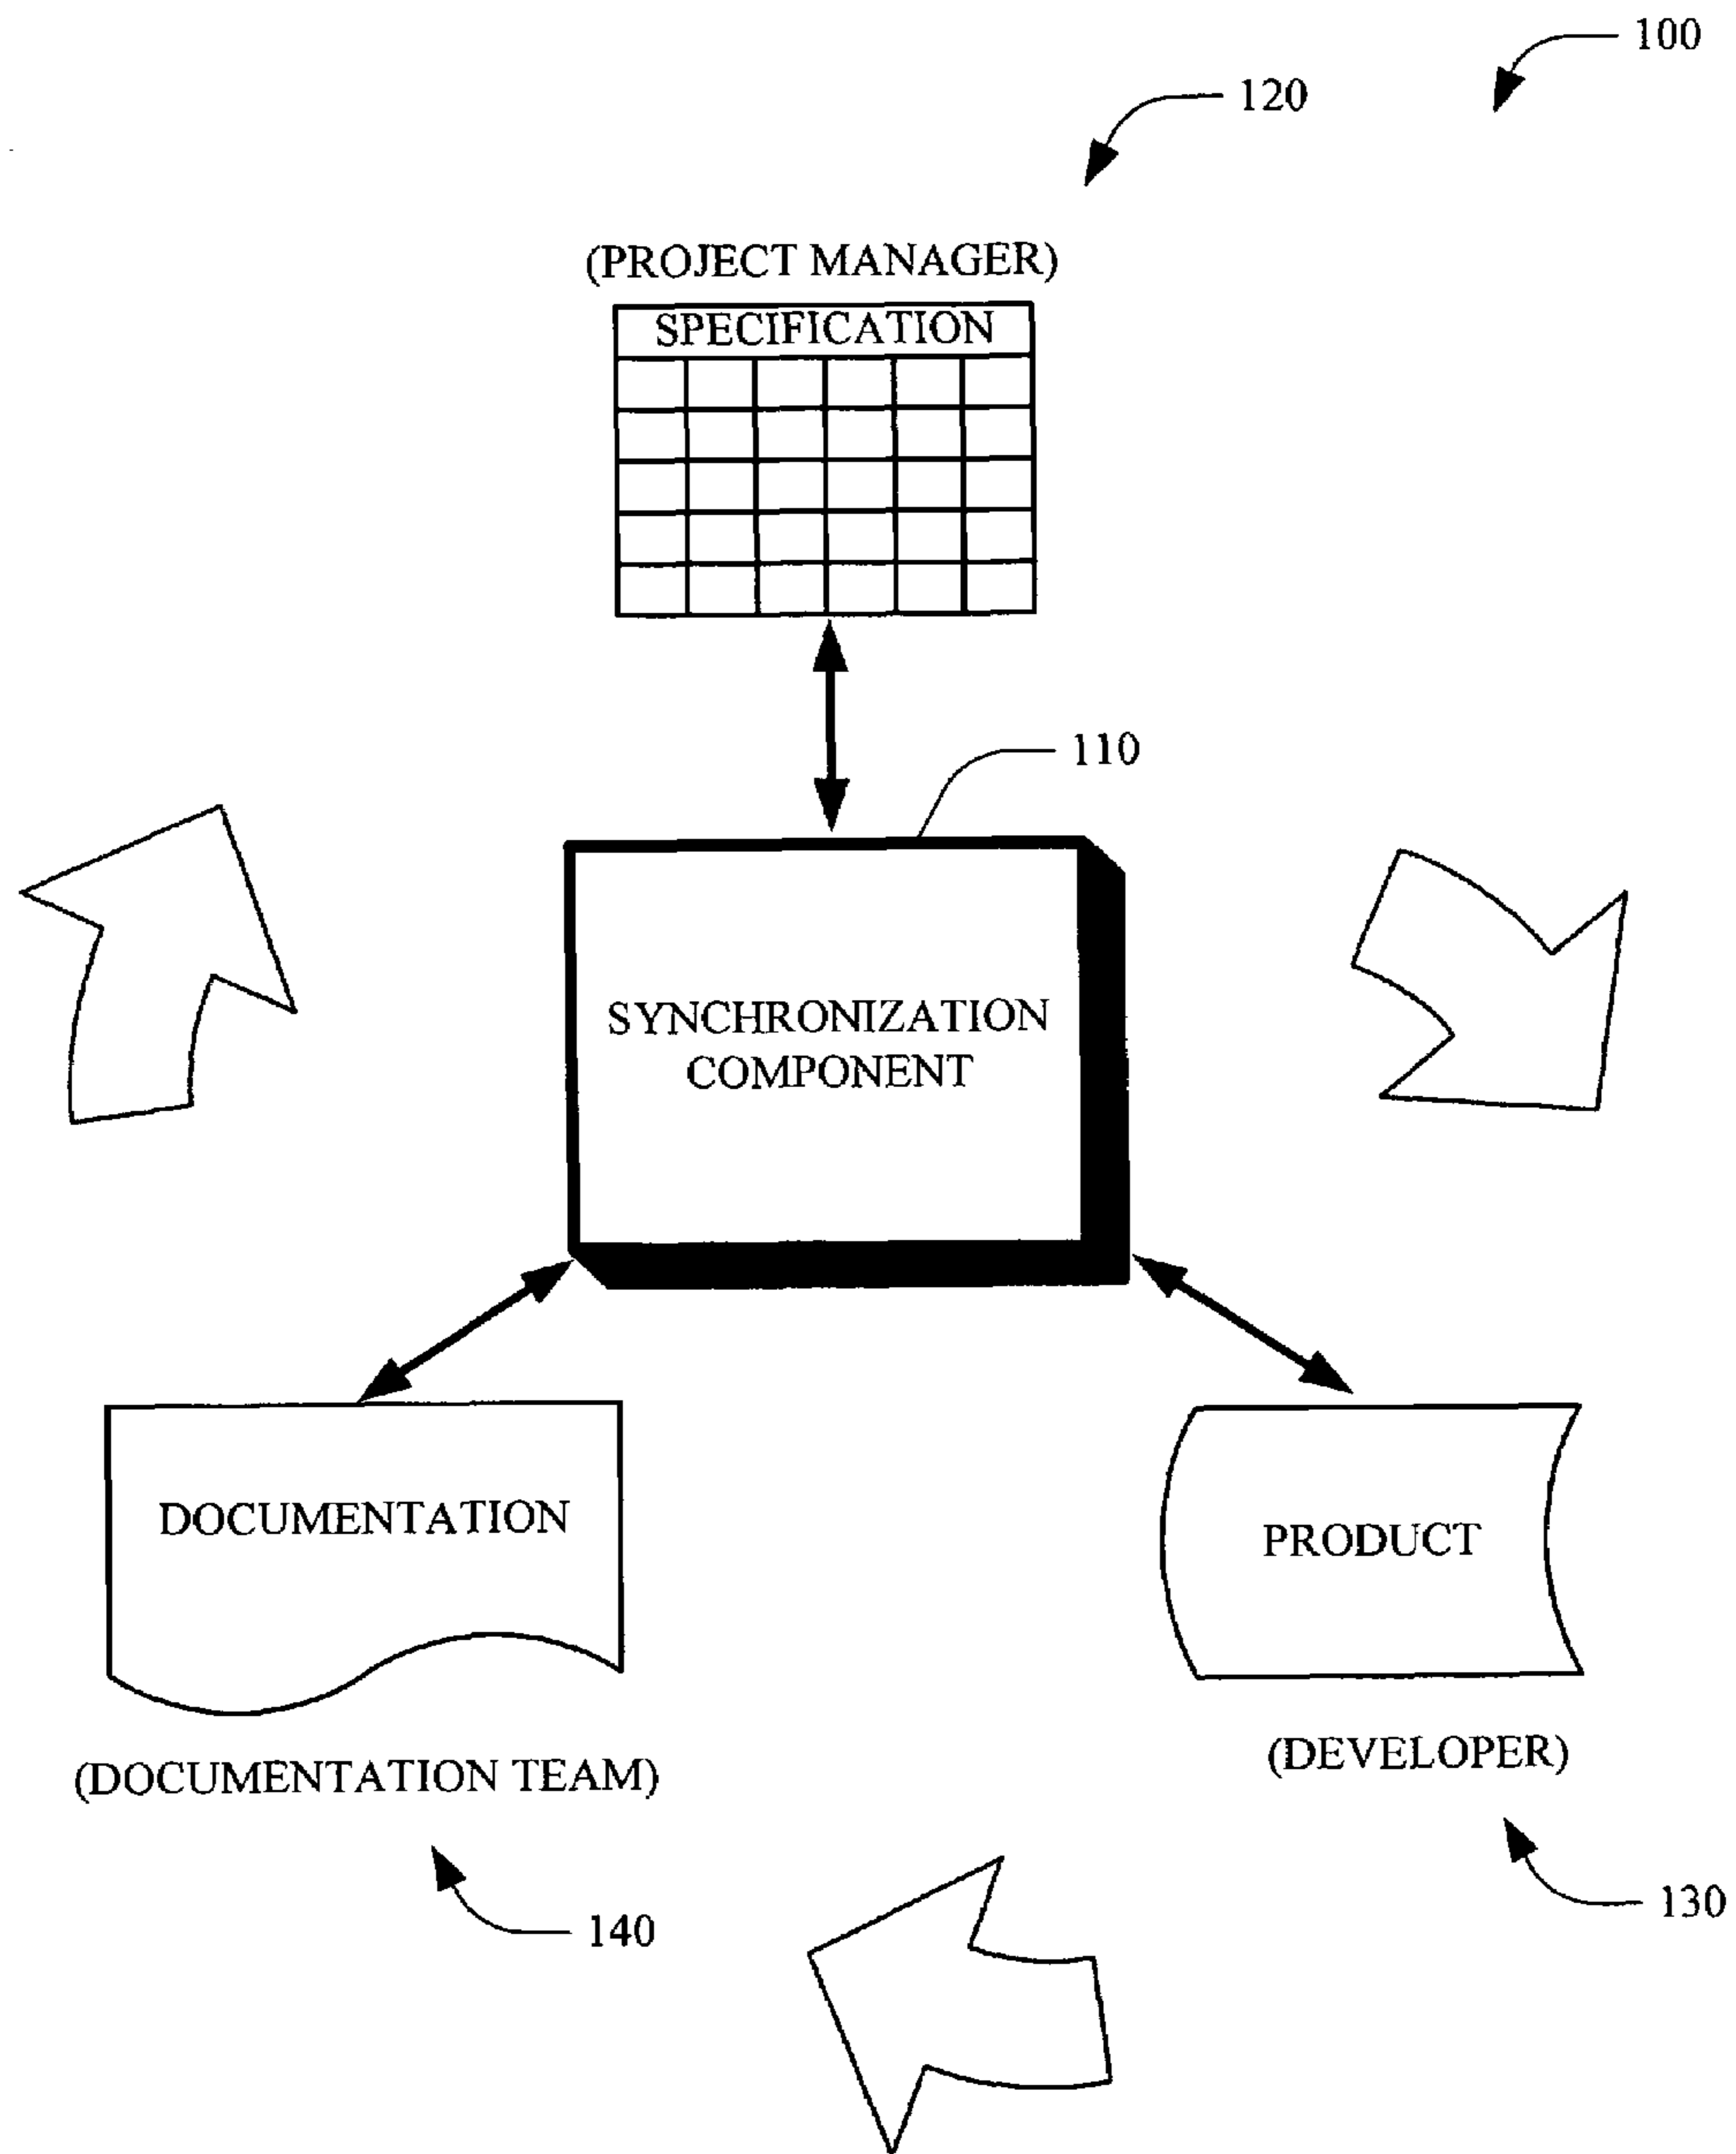 100
120
(PROJECT MANAGER)
SPECIFICATION
110
SYNCHRONIZATION
COMPONENT
DOCUMENTATION
PRODUCT
(DOCUMENTATION TEAM)
(DEVELOPER)
140
130